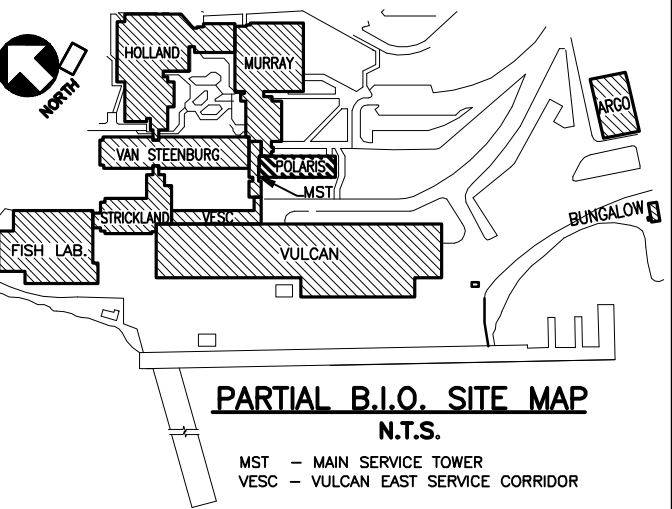 HOLLAND
MURRAY
NORTH
ARGO
VAN STEENBURG
POLARIS
MST
STRICKLAND
VESC
BUNGALOW
FISH LAB.
VULCAN
PARTIAL B.I.O. SITE MAP
N.T.S.
MST – MAIN SERVICE TOWER
VESC – VULCAN EAST SERVICE CORRIDOR